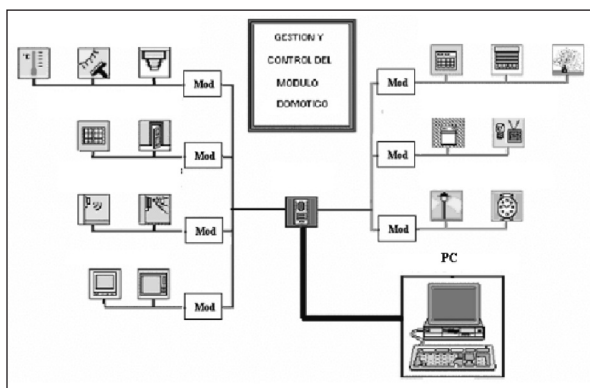 GESTION Y
CONTROL DEL
MODULO
DOMOTICO
°C
Mod
Mod
Mod
Mod
Mod
Mod
Mod
PC